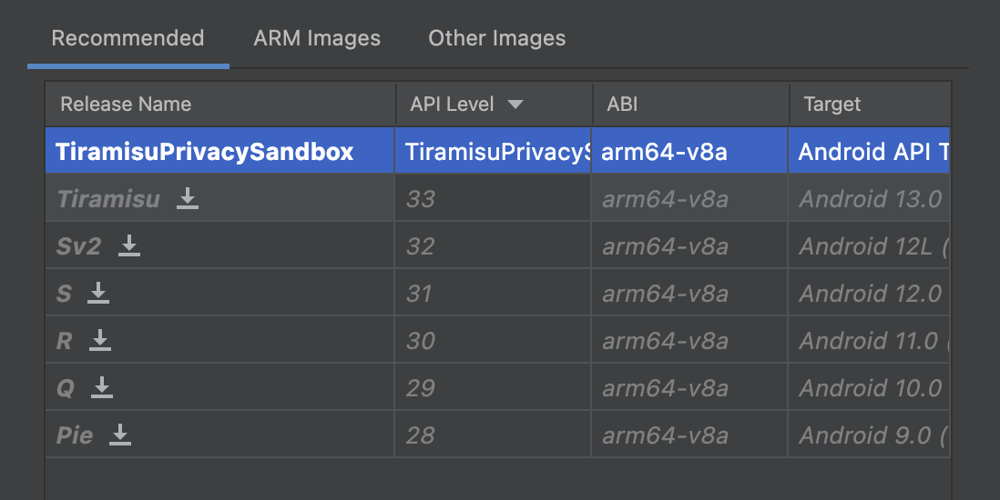 Recommended ARM Images Other Images
Release Name API Level ABI Target
TiramisuPrivacySandbox TiramisuPrivacyS arm64-v8a Android API T
Tiramisu 33 arm64-v8a Android 13.0
Sv2 32 arm64-v8a Android 12L (
S 31 arm64-v8a Android 12.0
R 30 arm64-v8a Android 11.0 (
Q 29 arm64-v8a Android 10.0
Pie 28 arm64-v8a Android 9.0 (